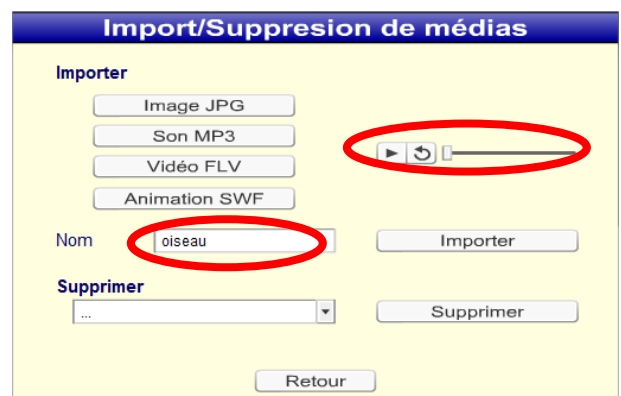 Import/Suppresion de médias
Importer
Image JPG
Son MP3
Vidéo FLV
Animation SWF
Nom oiseau Importer
Supprimer
... Supprimer
Retour